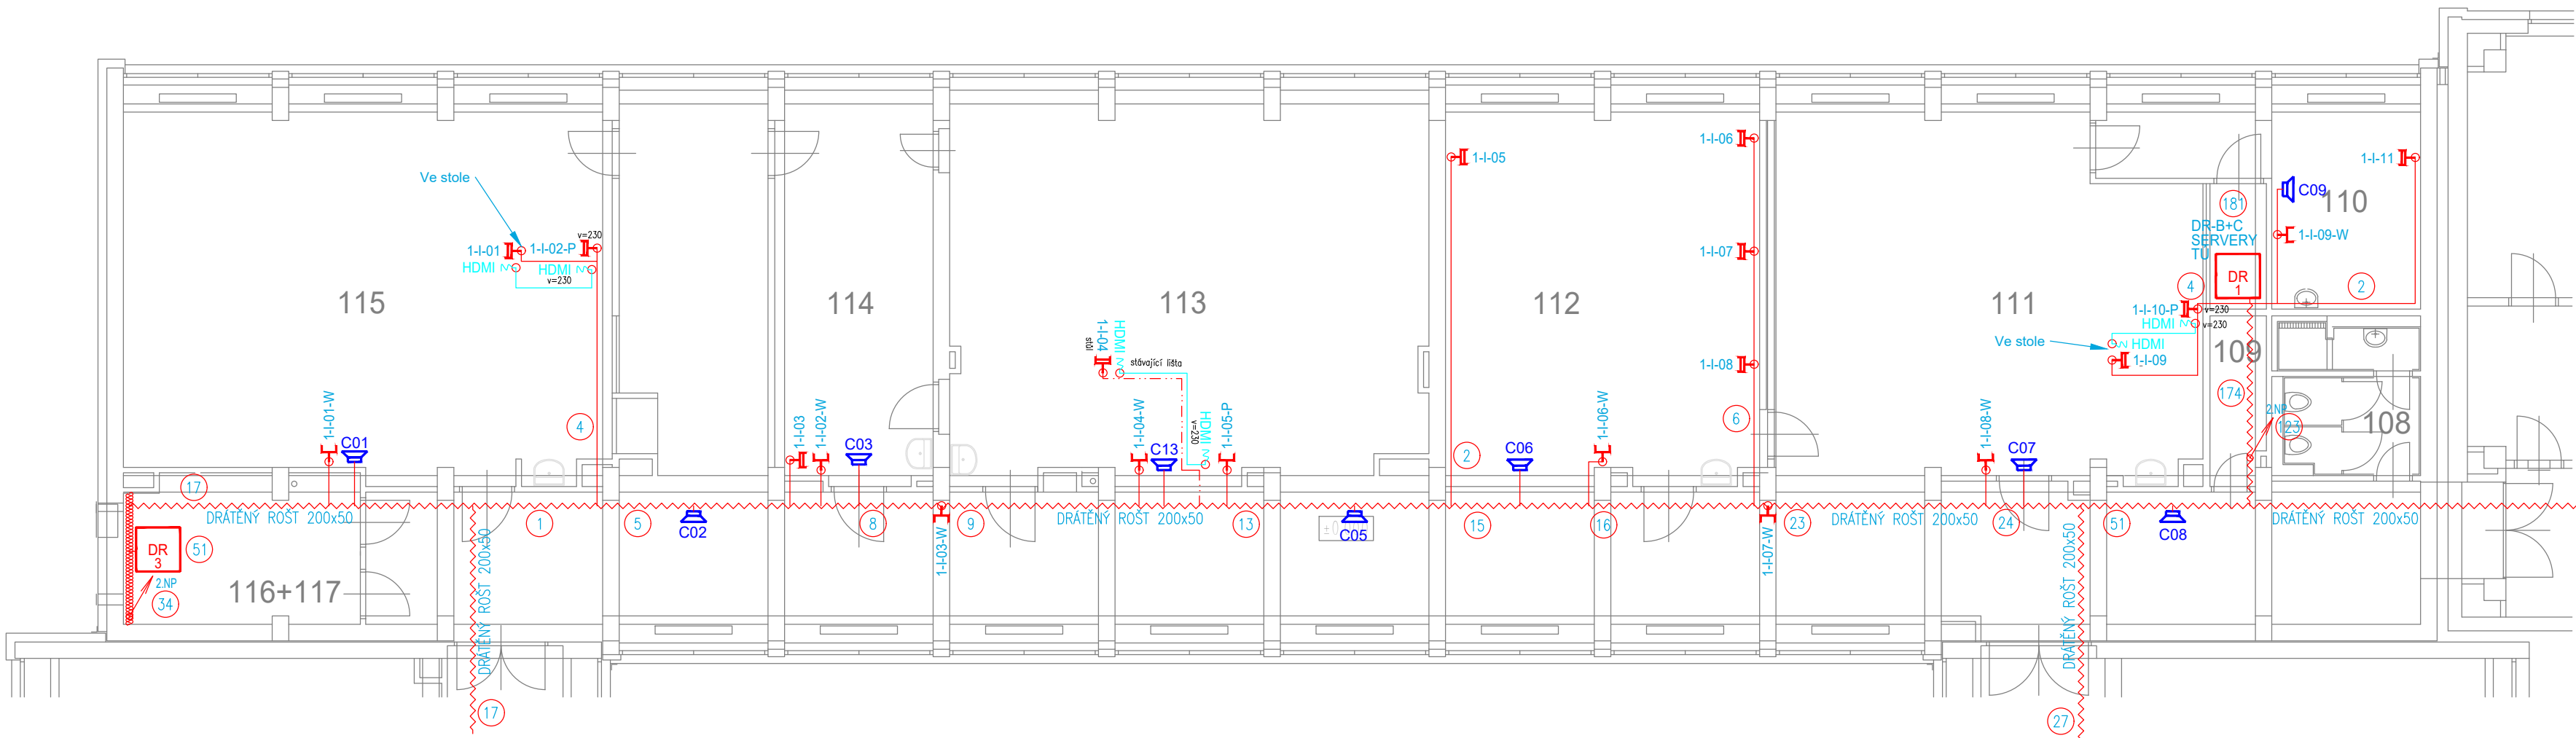 Ve stole
1-I-01
HDMI
v=230
1-I-02-P
HDMI
v=230
115
1-I-01-W
C01
4
17
DRÁTĚNÝ ROŠT 200x50
1
DR
3
51
2.NP
34
116+117
DRÁTĚNÝ ROŠT 200x50
17
5
C02
114
1-I-03
1-I-02-W
C03
8
1-I-03-W
9
113
stůl
1-I-04
HDMI
stávající lišta
1-I-04-W
C13
v=230
HDMI
1-I-05-P
DRÁTĚNÝ ROŠT 200x50
13
C05
1-I-05
112
1-I-06
1-I-07
1-I-08
2
C06
1-I-06-W
6
15
16
1-I-07-W
23
111
Ve stole
1-I-10-P
v=230
HDMI
v=230
HDMI
1-I-09
4
1-I-08-W
C07
DRÁTĚNÝ ROŠT 200x50
24
51
C08
DRÁTĚNÝ ROŠT 200x50
27
181
DR-B+C
SERVERY
TÚ
DR
1
109
174
2.NP
123
108
C09
110
1-I-11
1-I-09-W
2
DRÁTĚNÝ ROŠT 200x50